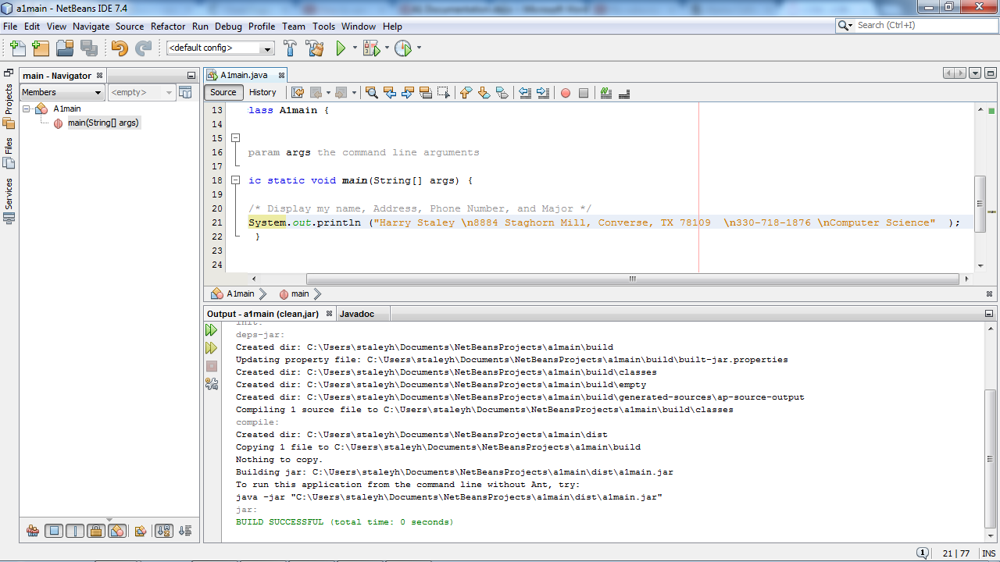 a1main - NetBeans IDE 7.4
File Edit View Navigate Source Refactor Run Debug Profile Team Tools Window Help
Search (Ctrl+I)
<default config>
main - Navigator
Members
<empty>
A1main
main(String[] args)
Projects
Files
Services
A1main.java
Source History
13 lass A1main {
14
15
16 param args the command line arguments
17
18 ic static void main(String[] args) {
19
20 /* Display my name, Address, Phone Number, and Major */
21 System.out.println ("Harry Staley \n8884 Staghorn Mill, Converse, TX 78109  \n330-718-1876 \nComputer Science"  );
22 }
23
24
A1main main
Output - a1main (clean,jar) Javadoc
init:
deps-jar:
Created dir: C:\Users\staleyh\Documents\NetBeansProjects\a1main\build
Updating property file: C:\Users\staleyh\Documents\NetBeansProjects\a1main\build\built-jar.properties
Created dir: C:\Users\staleyh\Documents\NetBeansProjects\a1main\build\classes
Created dir: C:\Users\staleyh\Documents\NetBeansProjects\a1main\build\empty
Created dir: C:\Users\staleyh\Documents\NetBeansProjects\a1main\build\generated-sources\ap-source-output
Compiling 1 source file to C:\Users\staleyh\Documents\NetBeansProjects\a1main\build\classes
compile:
Created dir: C:\Users\staleyh\Documents\NetBeansProjects\a1main\dist
Copying 1 file to C:\Users\staleyh\Documents\NetBeansProjects\a1main\build
Nothing to copy.
Building jar: C:\Users\staleyh\Documents\NetBeansProjects\a1main\dist\a1main.jar
To run this application from the command line without Ant, try:
java -jar "C:\Users\staleyh\Documents\NetBeansProjects\a1main\dist\a1main.jar"
jar:
BUILD SUCCESSFUL (total time: 0 seconds)
21 | 77 INS